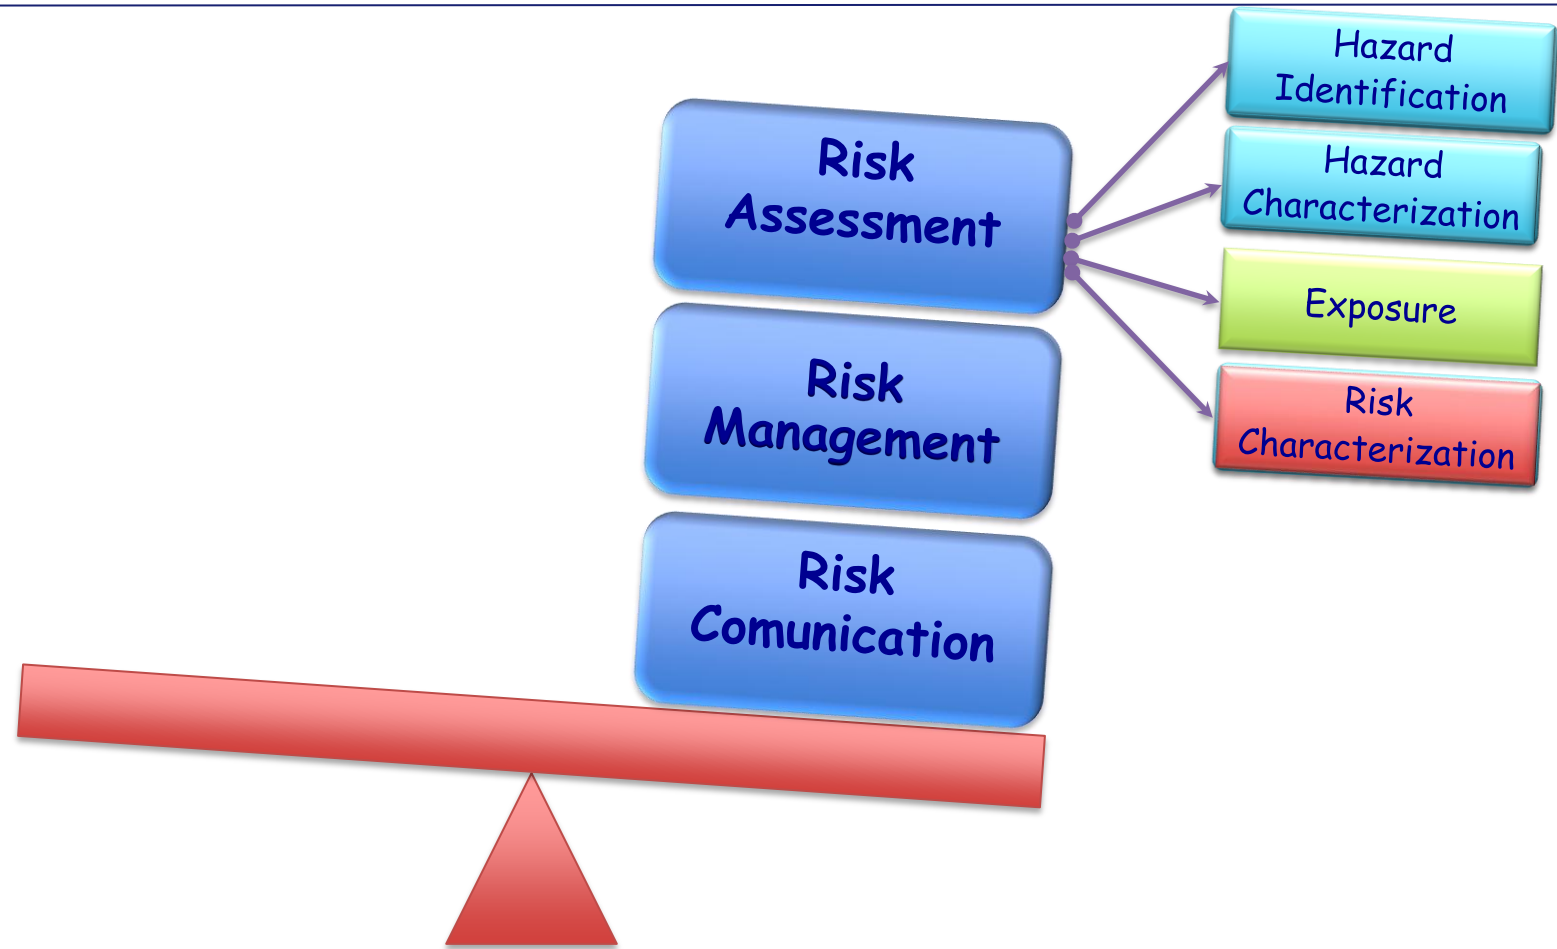 Risk
Assessment
Risk
Management
Risk
Comunication
Hazard
Identification
Hazard
Characterization
Exposure
Risk
Characterization